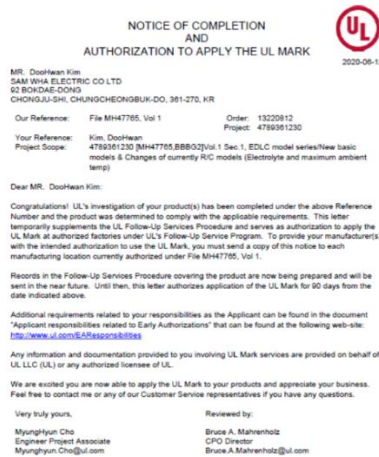 NOTICE OF COMPLETION
AND
AUTHORIZATION TO APPLY THE UL MARK
UL
2020-06-1
MR. DooHwan Kim
SAM WHA ELECTRIC CO LTD
92 BOKDAE-DONG
CHONGJU-SHI, CHUNGCHEONGBUK-DO, 361-270, KR
Our Reference: File MH47765, Vol 1 Order: 13220812
Project: 4789361230
Your Reference: Kim, DooHwan
Project Scope: 4789361230 [MH47765,BBBG2]Vol.1 Sec.1, EDLC model series/New basic
models & Changes of currently R/C models (Electrolyte and maximum ambient
temp)
Dear MR. DooHwan Kim:
Congratulations! UL's investigation of your product(s) has been completed under the above Reference
Number and the product was determined to comply with the applicable requirements. This letter
temporarily supplements the UL Follow-Up Services Procedure and serves as authorization to apply the
UL Mark at authorized factories under UL's Follow-Up Service Program. To provide your manufacturer(s)
with the intended authorization to use the UL Mark, you must send a copy of this notice to each
manufacturing location currently authorized under File MH47765, Vol 1.
Records in the Follow-Up Services Procedure covering the product are now being prepared and will be
sent in the near future. Until then, this letter authorizes application of the UL Mark for 90 days from the
date indicated above.
Additional requirements related to your responsibilities as the Applicant can be found in the document
"Applicant responsibilities related to Early Authorizations" that can be found at the following web-site:
http://www.ul.com/EAResponsibilities
Any information and documentation provided to you involving UL Mark services are provided on behalf of
UL LLC (UL) or any authorized licensee of UL.
We are excited you are now able to apply the UL Mark to your products and appreciate your business.
Feel free to contact me or any of our Customer Service representatives if you have any questions.
Very truly yours, Reviewed by:
MyungHyun Cho Bruce A. Mahrenholz
Engineer Project Associate CPO Director
Myunghyun.Cho@ul.com Bruce.A.Mahrenholz@ul.com